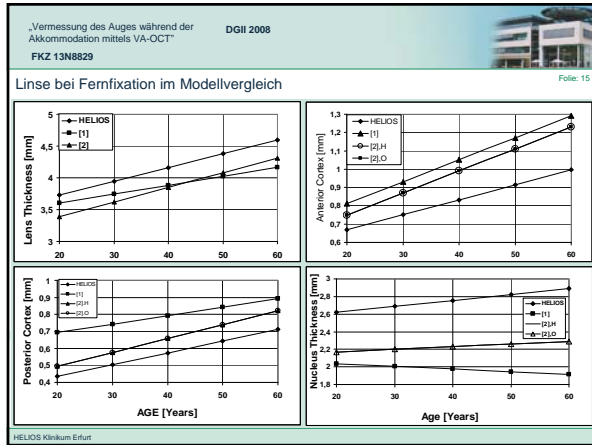 „Vermessung des Auges während der
Akkommodation mittels VA-OCT“
DGII 2008
FKZ 13N8829
Linse bei Fernfixation im Modellvergleich
Folie: 15
Lens Thickness [mm]
5
4,5
4
3,5
3
HELIOS
[1]
[2]
20 30 40 50 60
Anterior Cortex [mm]
1,3
1,2
1,1
1
0,9
0,8
0,7
0,6
HELIOS
[1]
[2],H
[2],O
20 30 40 50 60
Posterior Cortex [mm]
1
0,9
0,8
0,7
0,6
0,5
0,4
HELIOS
[1]
[2],H
[2],O
20 30 40 50 60
AGE [Years]
Nucleus Thickness [mm]
3
2,8
2,6
2,4
2,2
2
1,8
HELIOS
[1]
[2],H
[2],O
20 30 40 50 60
Age [Years]
HELIOS Klinikum Erfurt